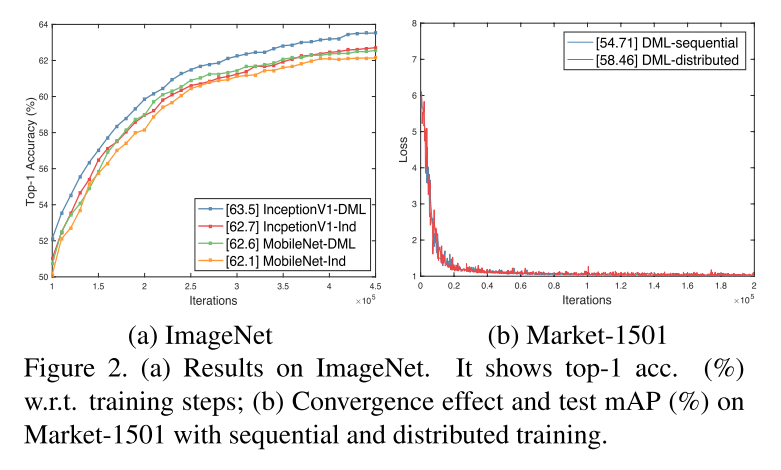 64
62
60
58
56
54
52
50
Top-1 Accuracy (%)
[63.5] InceptionV1-DML
[62.7] IncpetionV1-Ind
[62.6] MobileNet-DML
[62.1] MobileNet-Ind
1 1.5 2 2.5 3 3.5 4 4.5
Iterations
×10^5
8
7
6
5
4
3
2
1
Loss
[54.71] DML-sequential
[58.46] DML-distributed
0 0.2 0.4 0.6 0.8 1 1.2 1.4 1.6 1.8 2
Iterations
×10^5
(a) ImageNet
(b) Market-1501
Figure 2. (a) Results on ImageNet. It shows top-1 acc. (%)
w.r.t. training steps; (b) Convergence effect and test mAP (%) on
Market-1501 with sequential and distributed training.